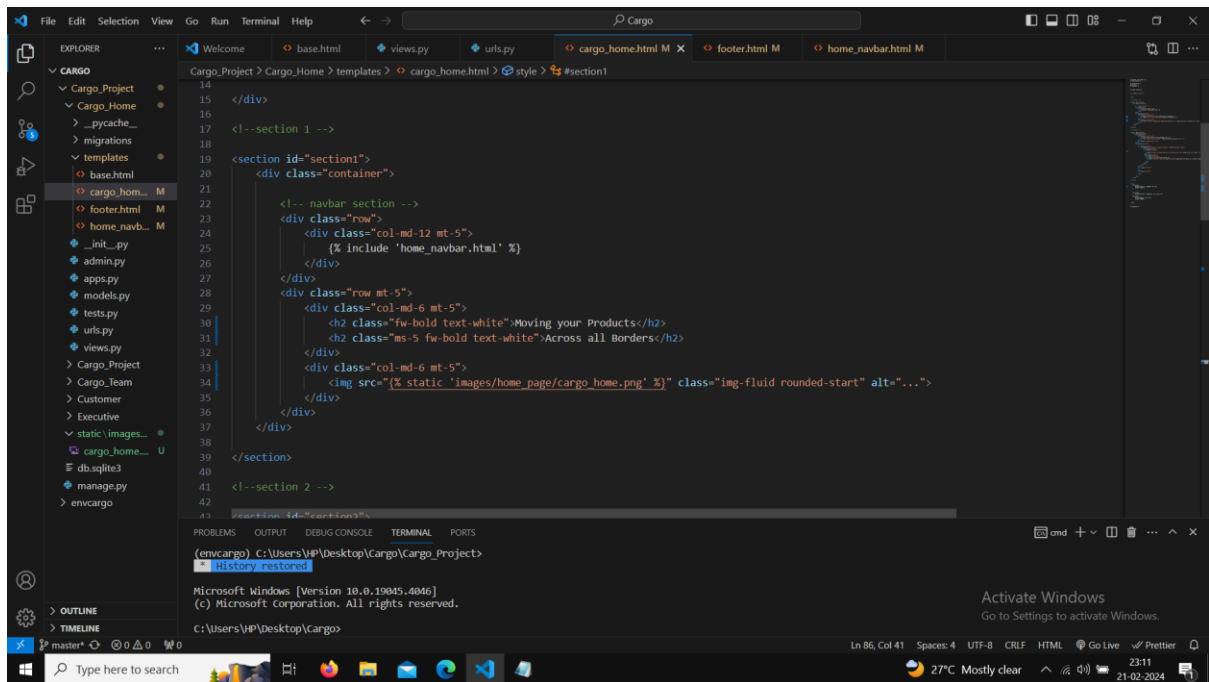 File Edit Selection View Go Run Terminal Help
Cargo
EXPLORER
Welcome base.html views.py urls.py cargo_home.html M footer.html M home_navbar.html M
Cargo_Project > Cargo_Home > templates > cargo_home.html > style > #section1
CARGO
Cargo_Project
Cargo_Home
__pycache__
migrations
templates
base.html
cargo_hom... M
footer.html M
home_navb... M
__init__.py
admin.py
apps.py
models.py
tests.py
urls.py
views.py
Cargo_Project
Cargo_Team
Customer
Executive
static\images...
cargo_home.... U
db.sqlite3
manage.py
envcargo
OUTLINE
TIMELINE
14
15 </div>
16
17 <!--section 1 -->
18
19 <section id="section1">
20 <div class="container">
21
22 <!-- navbar section -->
23 <div class="row">
24 <div class="col-md-12 mt-5">
25 {% include 'home_navbar.html' %}
26 </div>
27 </div>
28 <div class="row mt-5">
29 <div class="col-md-6 mt-5">
30 <h2 class="fw-bold text-white">Moving your Products</h2>
31 <h2 class="ms-5 fw-bold text-white">Across all Borders</h2>
32 </div>
33 <div class="col-md-6 mt-5">
34 <img src="{% static 'images/home_page/cargo_home.png' %}" class="img-fluid rounded-start" alt="...">
35 </div>
36 </div>
37 </div>
38
39 </section>
40
41 <!--section 2 -->
42
43 <section id="section2">
PROBLEMS OUTPUT DEBUG CONSOLE TERMINAL PORTS
cmd
(envcargo) C:\Users\HP\Desktop\Cargo\Cargo_Project>
* History restored
Microsoft Windows [Version 10.0.19045.4046]
(c) Microsoft Corporation. All rights reserved.
C:\Users\HP\Desktop\Cargo>
Activate Windows
Go to Settings to activate Windows.
master* 0 0 0 Ln 86, Col 41 Spaces: 4 UTF-8 CRLF HTML Go Live Prettier
Type here to search
27°C Mostly clear
23:11
21-02-2024